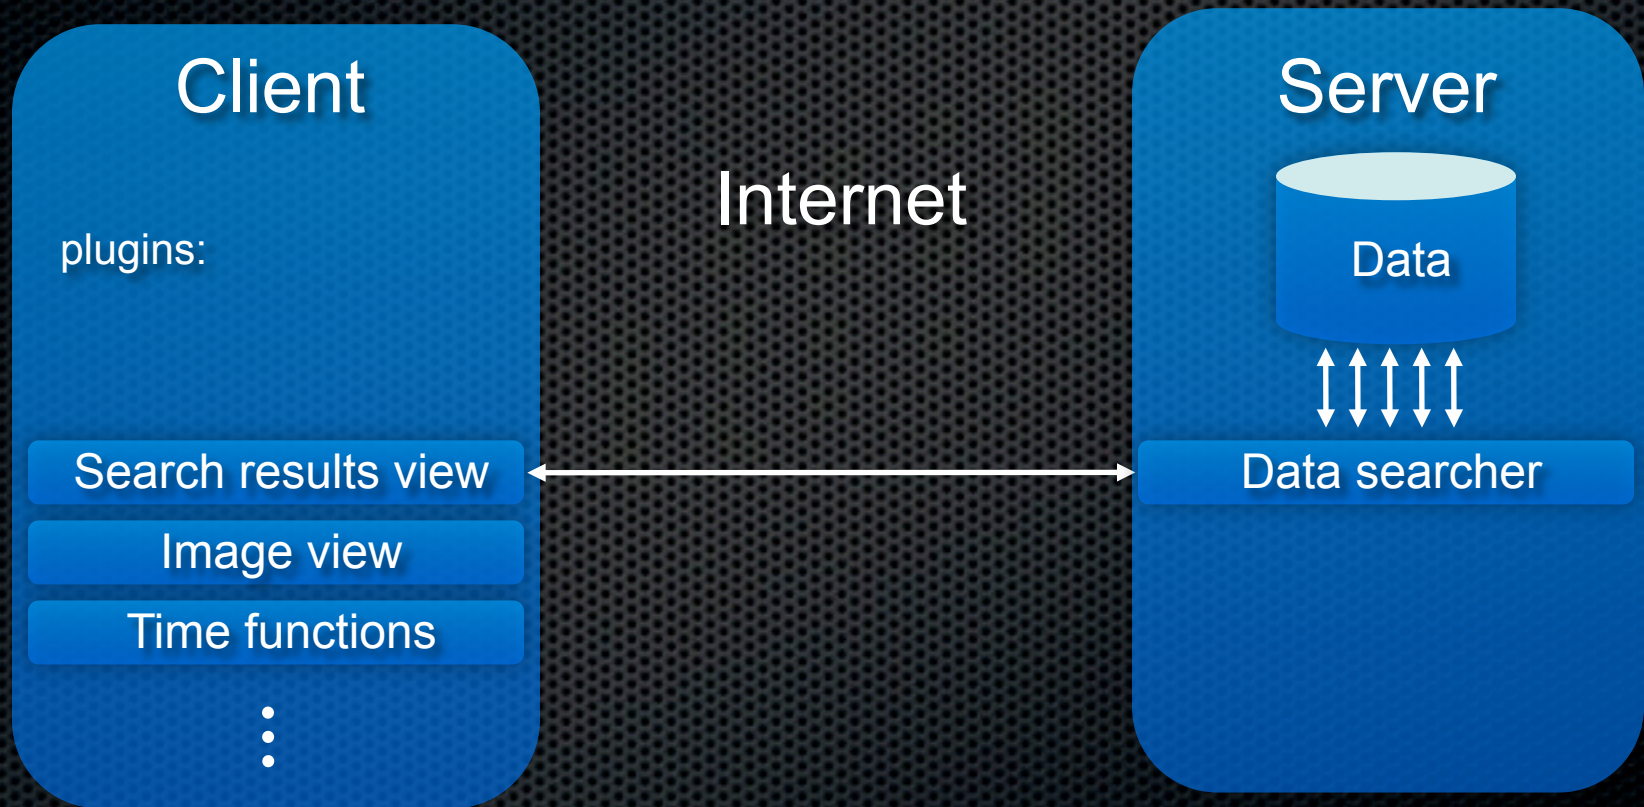 Client
plugins:
Search results view
Image view
Time functions
Internet
Server
Data
Data searcher